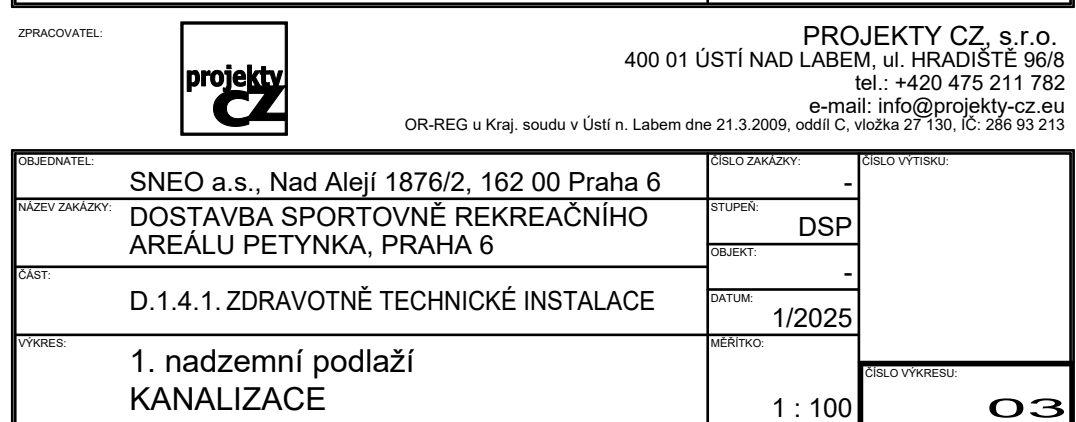 ZPRACOVATEL:
projekty
CZ
PROJEKTY CZ, s.r.o.
400 01 ÚSTÍ NAD LABEM, ul. HRADIŠTĚ 96/8
tel.: +420 475 211 782
e-mail: info@projekty-cz.eu
OR-REG u Kraj. soudu v Ústí n. Labem dne 21.3.2009, oddíl C, vložka 27 130, IČ: 286 93 213
OBJEDNATEL:
SNEO a.s., Nad Alejí 1876/2, 162 00 Praha 6
ČÍSLO ZAKÁZKY:
-
ČÍSLO VÝTISKU:
NÁZEV ZAKÁZKY:
DOSTAVBA SPORTOVNĚ REKREAČNÍHO
AREÁLU PETYNKA, PRAHA 6
STUPEŇ:
DSP
OBJEKT:
-
ČÁST:
D.1.4.1. ZDRAVOTNĚ TECHNICKÉ INSTALACE
DATUM:
1/2025
VÝKRES:
1. nadzemní podlaží
KANALIZACE
MĚŘÍTKO:
1 : 100
ČÍSLO VÝKRESU:
03